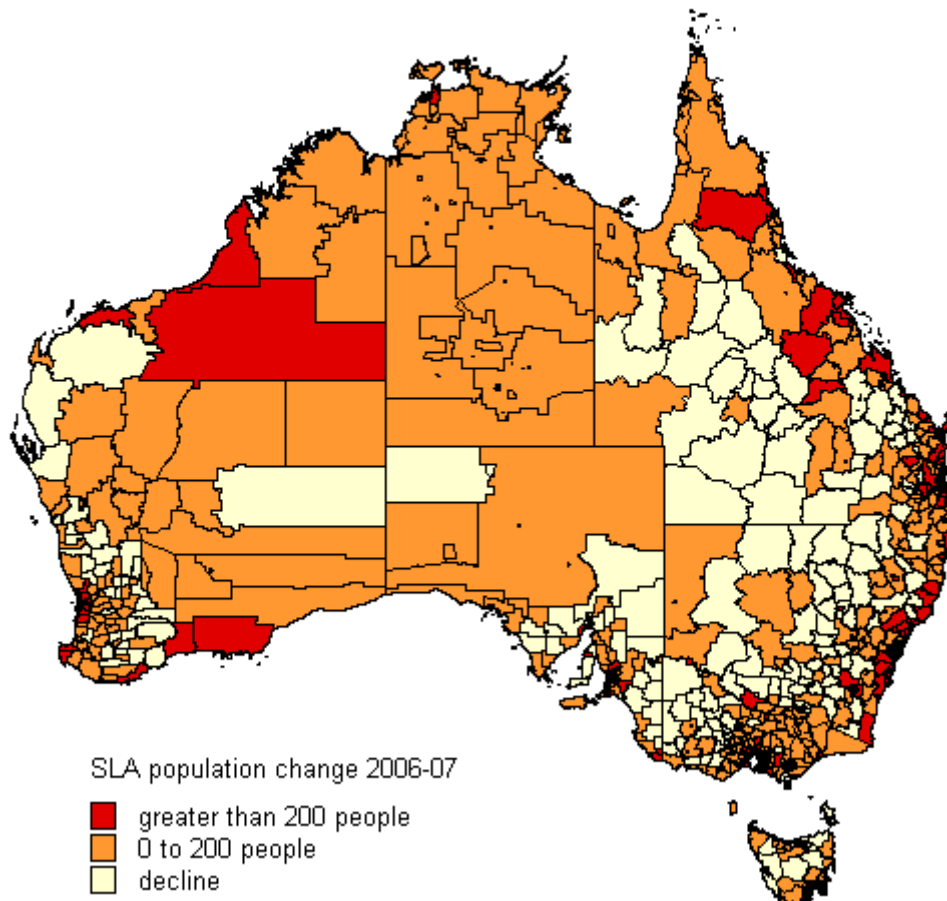 SLA population change 2006-07
greater than 200 people
0 to 200 people
decline